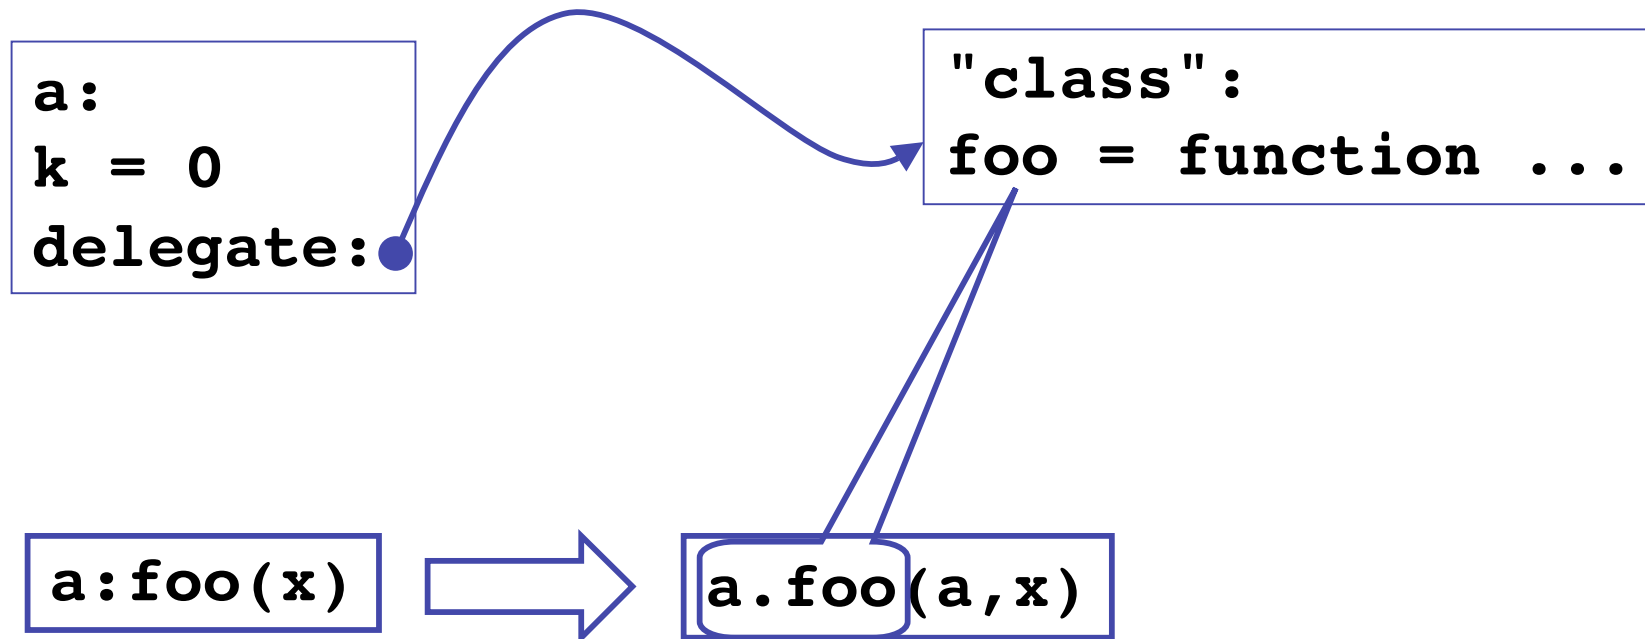 a:
k = 0
delegate:
"class":
foo = function ...
a:foo(x)
a.foo(a,x)